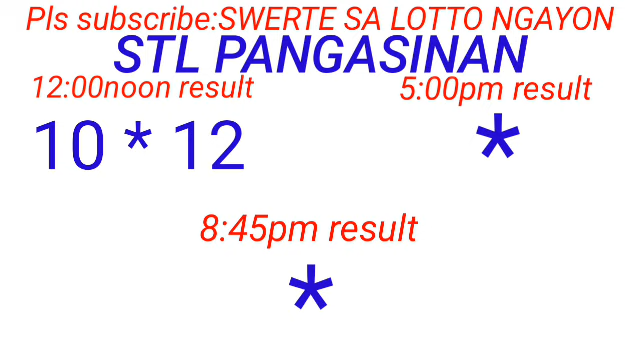 Pls subscribe:SWERTE SA LOTTO NGAYON
STL PANGASINAN
12:00noon result
10 * 12
5:00pm result
*
8:45pm result
*